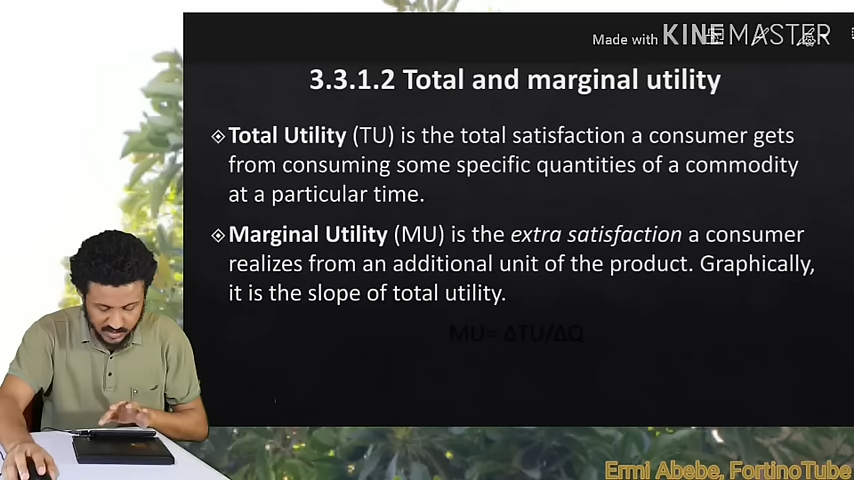 Made with KINEMASTER
3.3.1.2 Total and marginal utility
Total Utility (TU) is the total satisfaction a consumer gets
from consuming some specific quantities of a commodity
at a particular time.
Marginal Utility (MU) is the extra satisfaction a consumer
realizes from an additional unit of the product. Graphically,
it is the slope of total utility.
MU= ΔTU/ΔQ
Ermi Abebe, FortinoTube